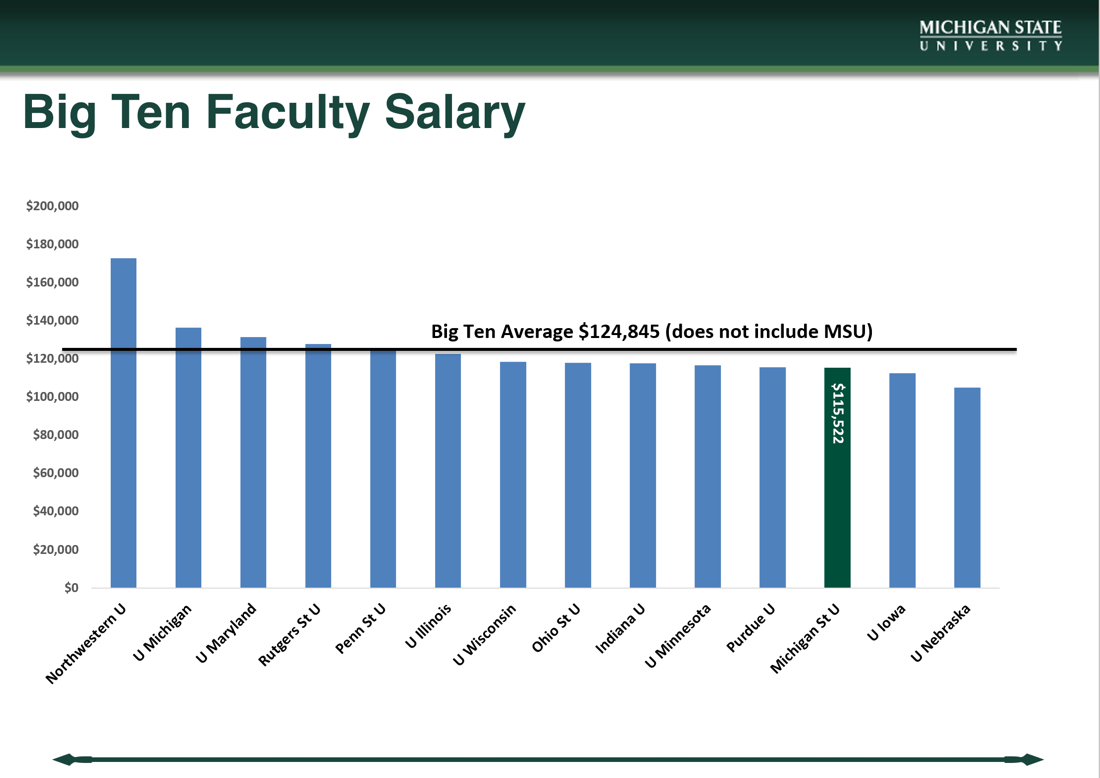 MICHIGAN STATE
UNIVERSITY
Big Ten Faculty Salary
$200,000
$180,000
$160,000
$140,000
$120,000
$100,000
$80,000
$60,000
$40,000
$20,000
$0
Big Ten Average $124,845 (does not include MSU)
$115,522
Northwestern U
U Michigan
U Maryland
Rutgers St U
Penn St U
U Illinois
U Wisconsin
Ohio St U
Indiana U
U Minnesota
Purdue U
Michigan St U
U Iowa
U Nebraska